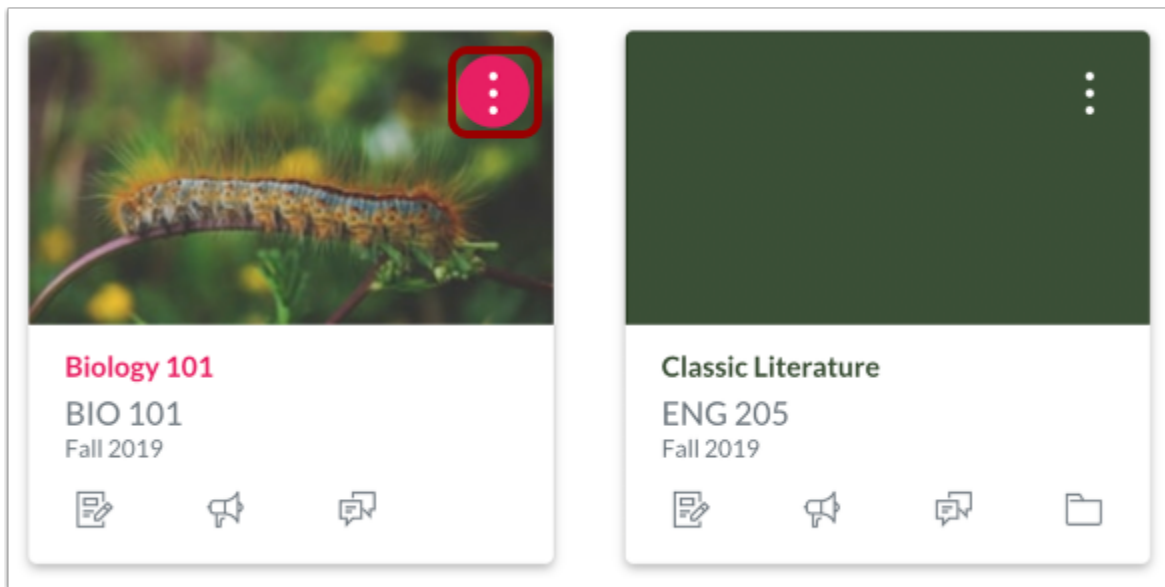 Biology 101
BIO 101
Fall 2019
Classic Literature
ENG 205
Fall 2019